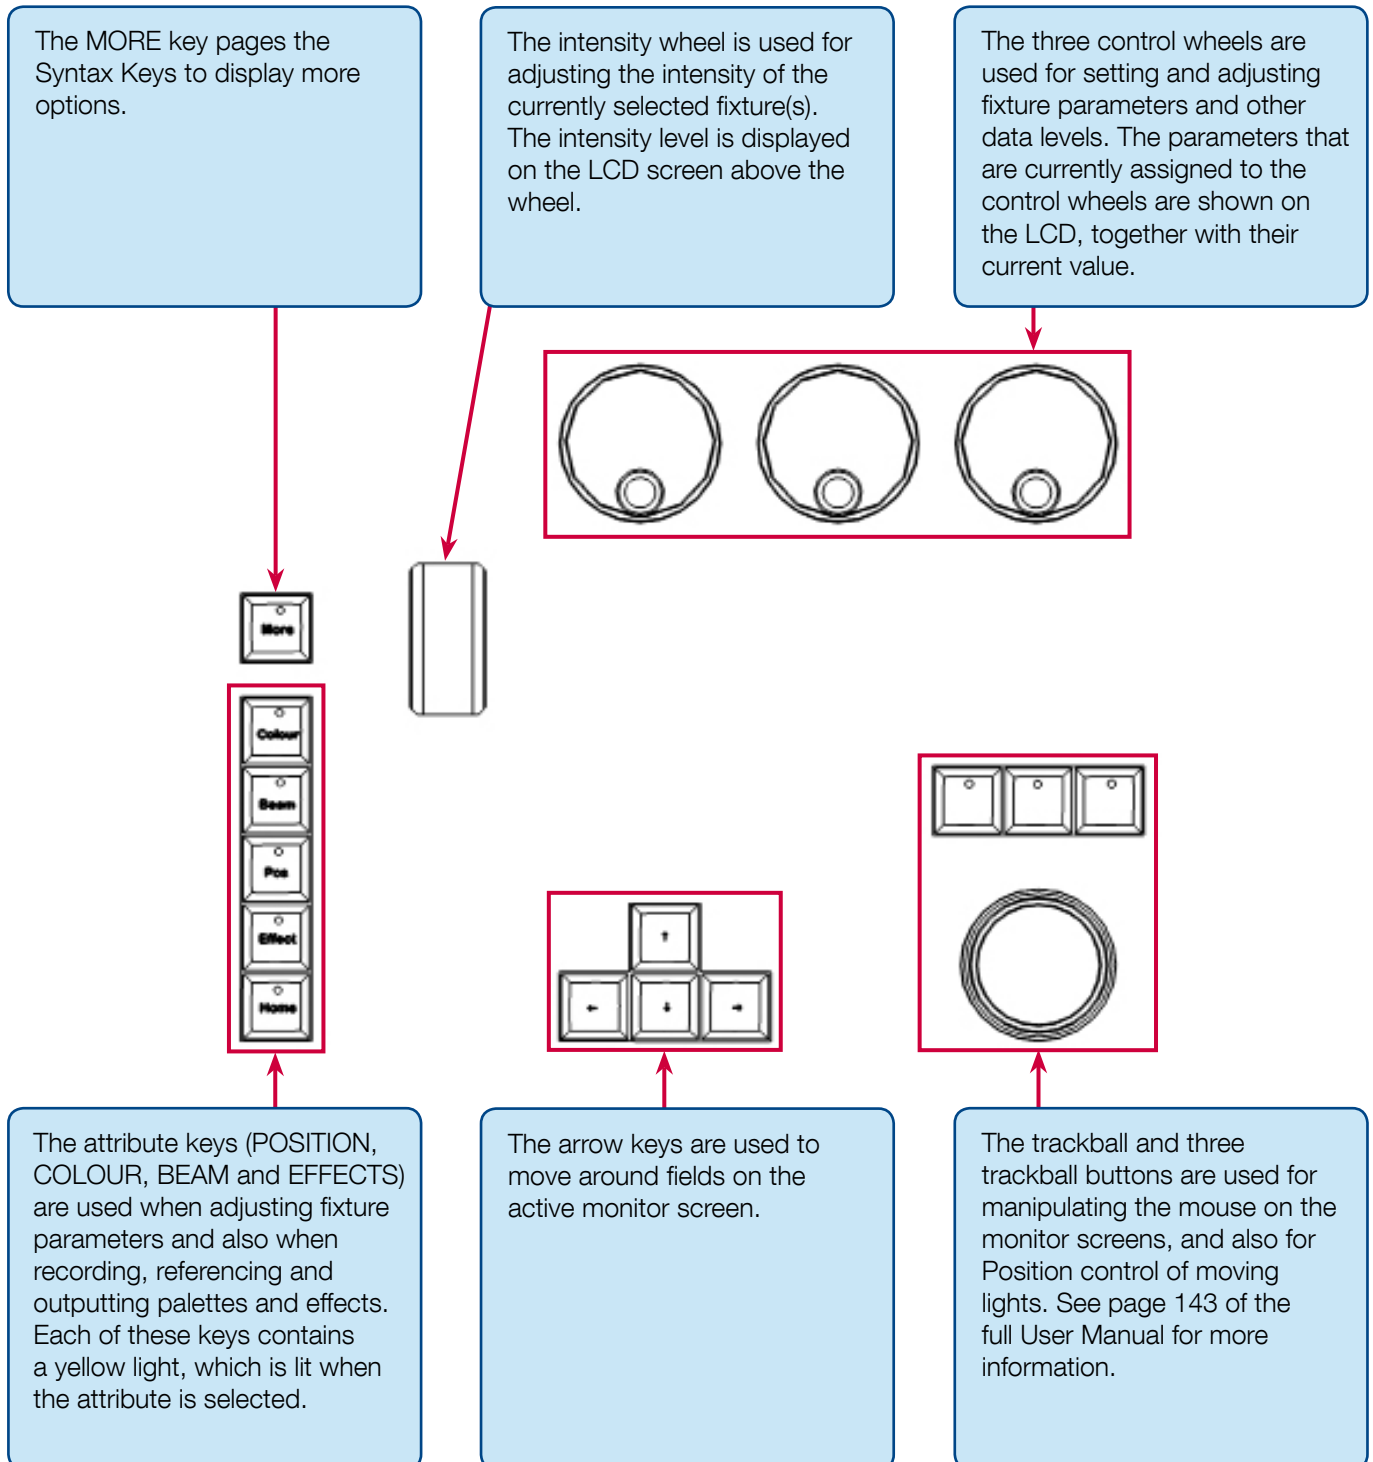 The MORE key pages the
Syntax Keys to display more
options.
The intensity wheel is used for
adjusting the intensity of the
currently selected fixture(s).
The intensity level is displayed
on the LCD screen above the
wheel.
The three control wheels are
used for setting and adjusting
fixture parameters and other
data levels. The parameters that
are currently assigned to the
control wheels are shown on
the LCD, together with their
current value.
More
Colour
Beam
Pos
Effect
Home
↑
← ↓ →
The attribute keys (POSITION,
COLOUR, BEAM and EFFECTS)
are used when adjusting fixture
parameters and also when
recording, referencing and
outputting palettes and effects.
Each of these keys contains
a yellow light, which is lit when
the attribute is selected.
The arrow keys are used to
move around fields on the
active monitor screen.
The trackball and three
trackball buttons are used for
manipulating the mouse on the
monitor screens, and also for
Position control of moving
lights. See page 143 of the
full User Manual for more
information.